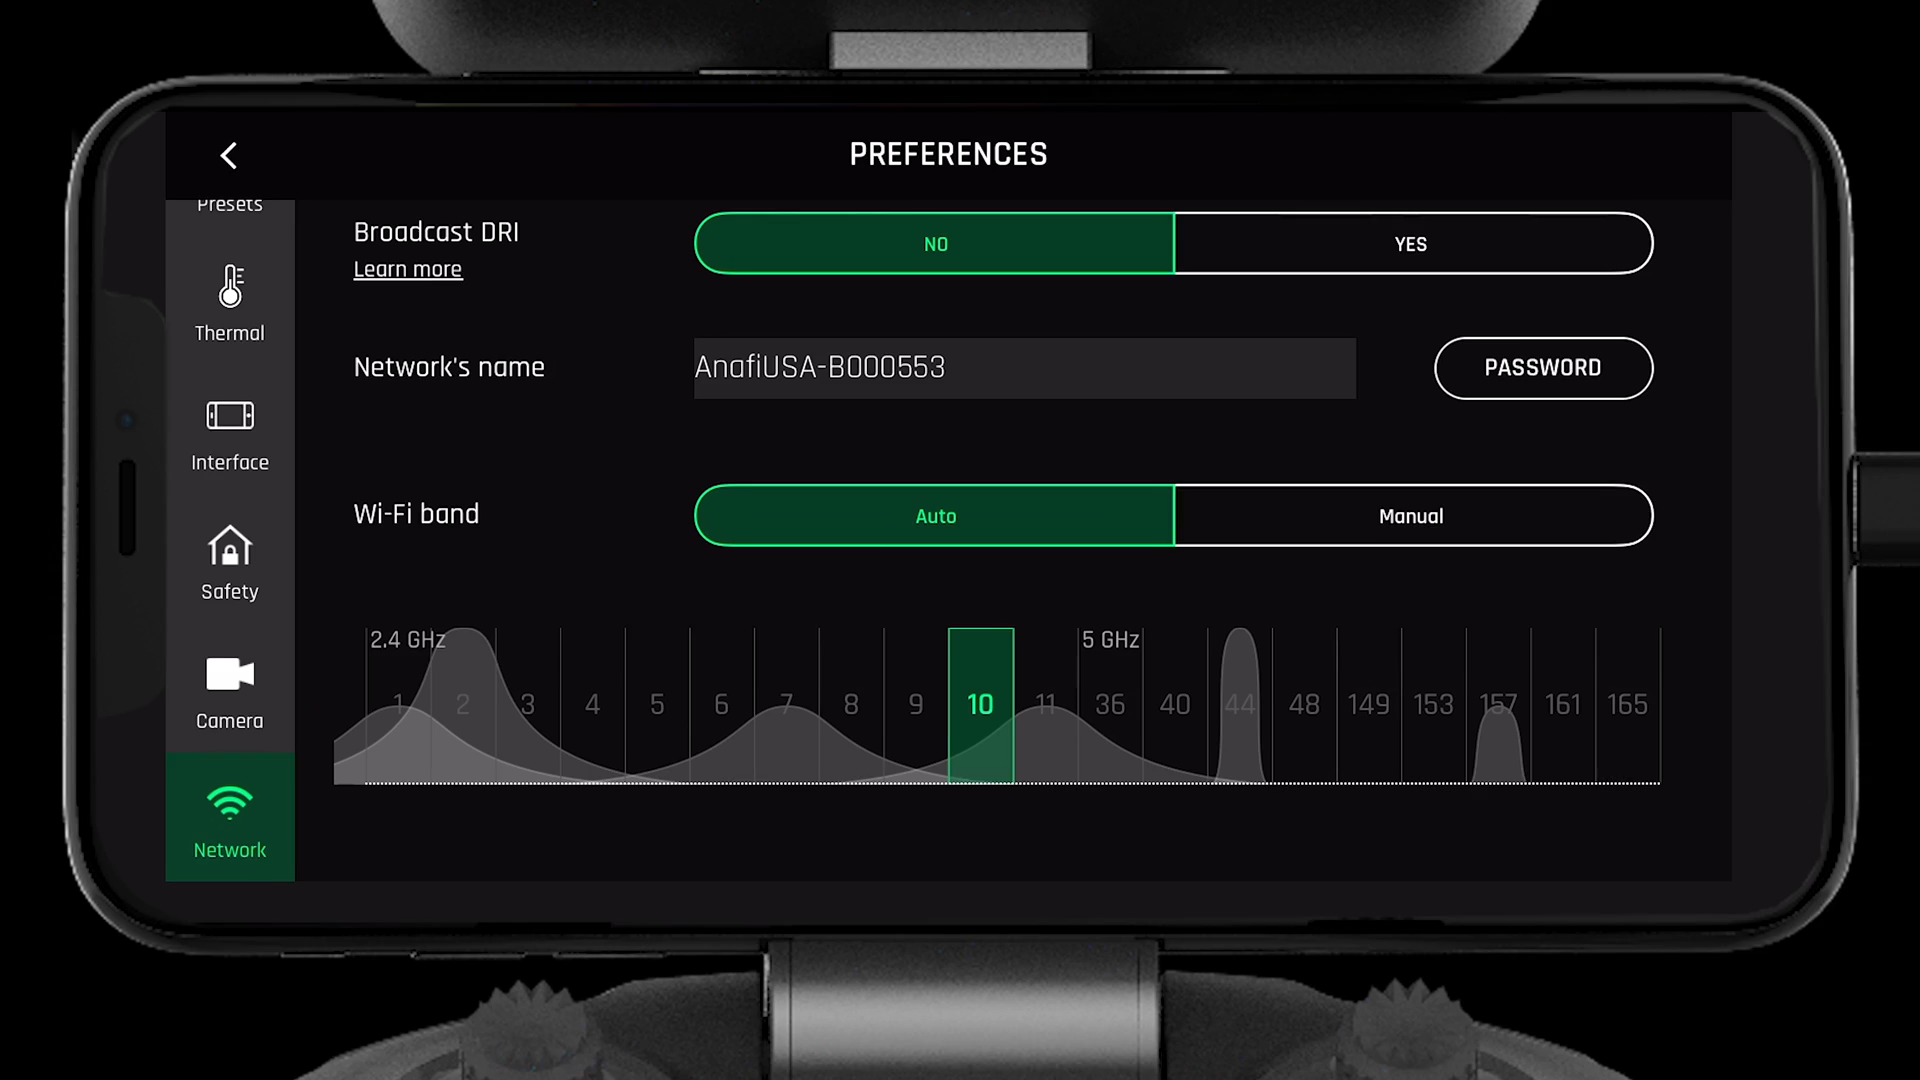 PREFERENCES
Presets
Thermal
Interface
Safety
Camera
Network
Broadcast DRI
Learn more
NO
YES
Network's name
AnafiUSA-B000553
PASSWORD
Wi-Fi band
Auto
Manual
2.4 GHz
5 GHz
1 2 3 4 5 6 7 8 9 10 11 36 40 44 48 149 153 157 161 165